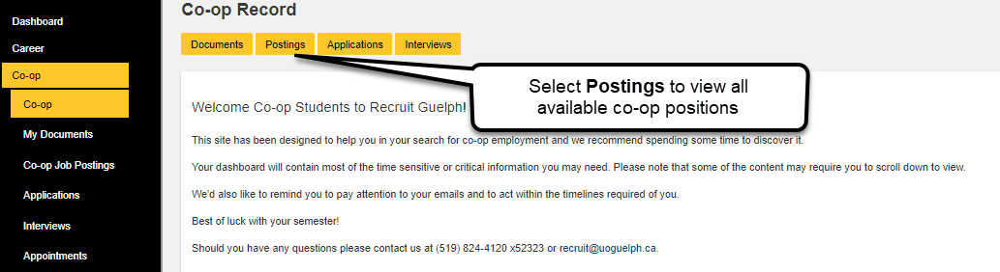 Dashboard
Career
Co-op
Co-op
My Documents
Co-op Job Postings
Applications
Interviews
Appointments
Co-op Record
Documents Postings Applications Interviews
Select Postings to view all
available co-op positions
Welcome Co-op Students to Recruit Guelph!
This site has been designed to help you in your search for co-op employment and we recommend spending some time to discover it.
Your dashboard will contain most of the time sensitive or critical information you may need. Please note that some of the content may require you to scroll down to view.
We'd also like to remind you to pay attention to your emails and to act within the timelines required of you.
Best of luck with your semester!
Should you have any questions please contact us at (519) 824-4120 x52323 or recruit@uoguelph.ca.